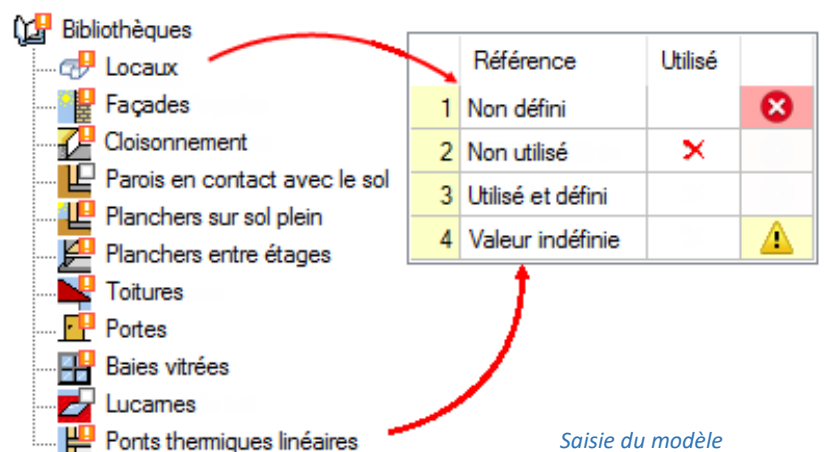 Bibliothèques
Locaux
Façades
Cloisonnement
Parois en contact avec le sol
Planchers sur sol plein
Planchers entre étages
Toitures
Portes
Baies vitrées
Lucarnes
Ponts thermiques linéaires
Référence Utilisé
1 Non défini
2 Non utilisé
3 Utilisé et défini
4 Valeur indéfinie
Saisie du modèle